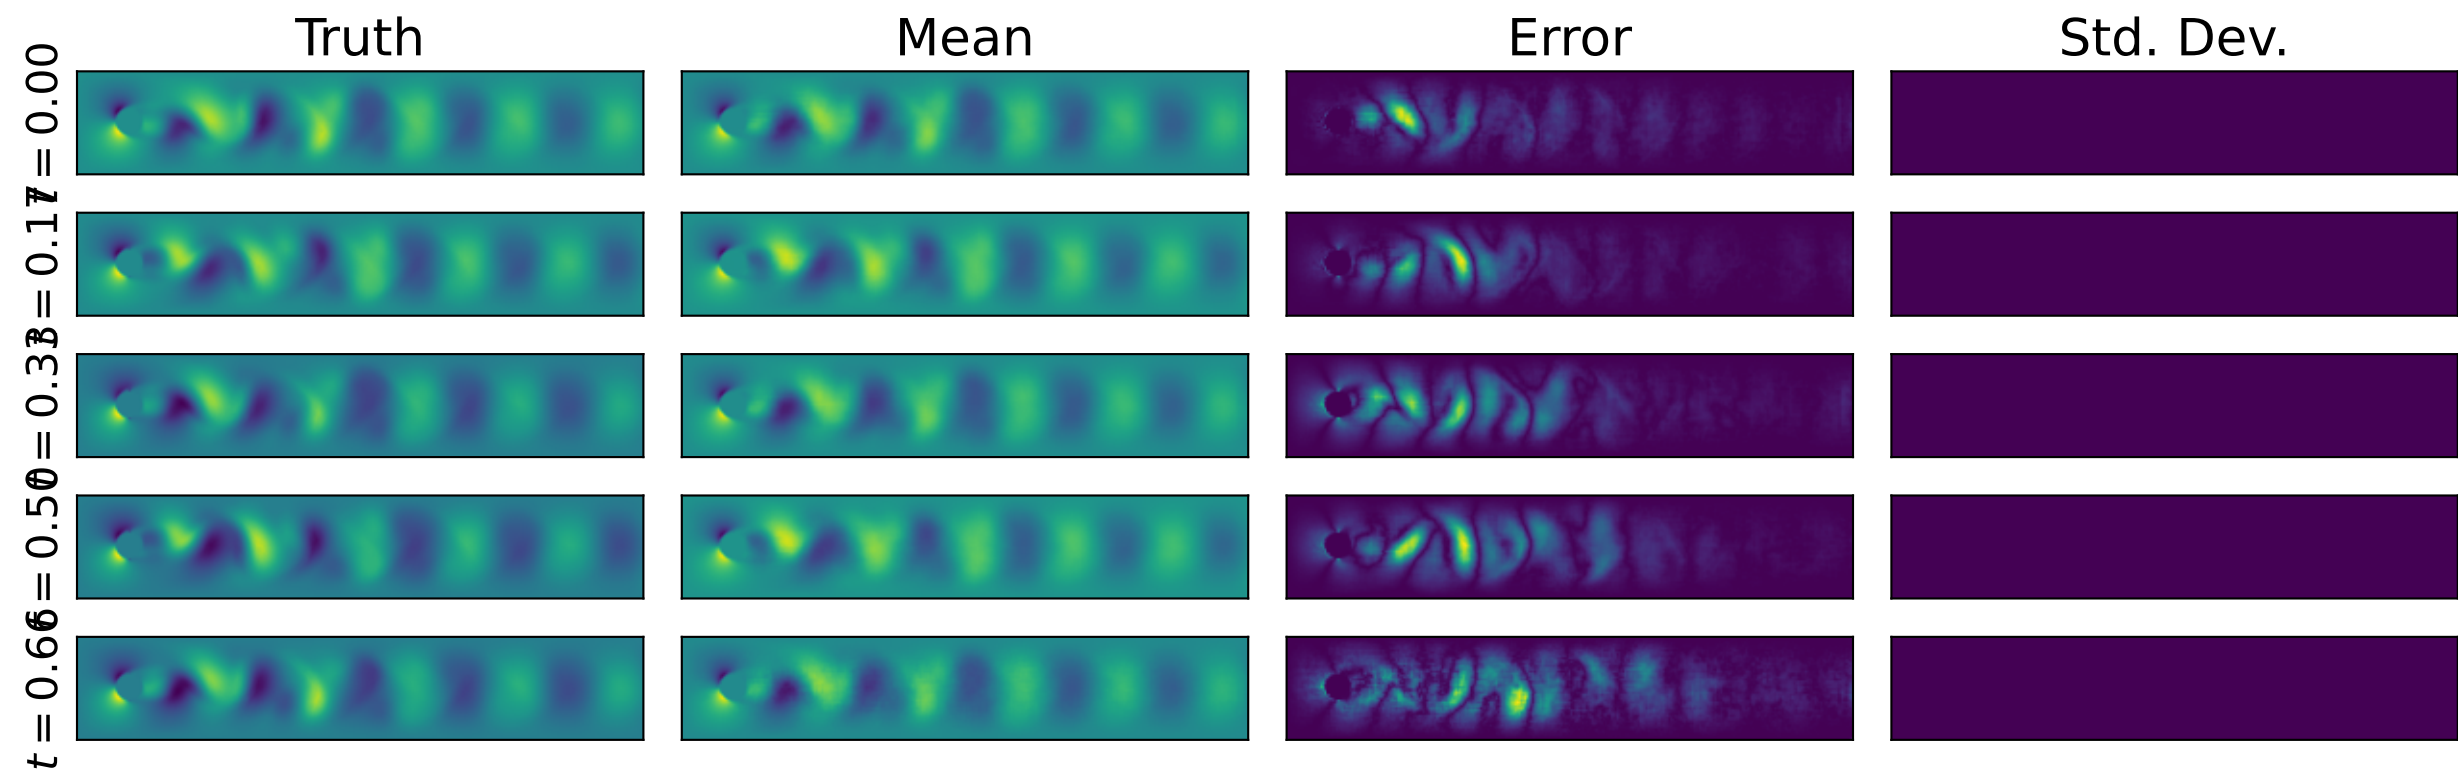 Truth Mean Error Std. Dev.
t = 0.00
t = 0.17
t = 0.33
t = 0.50
t = 0.66